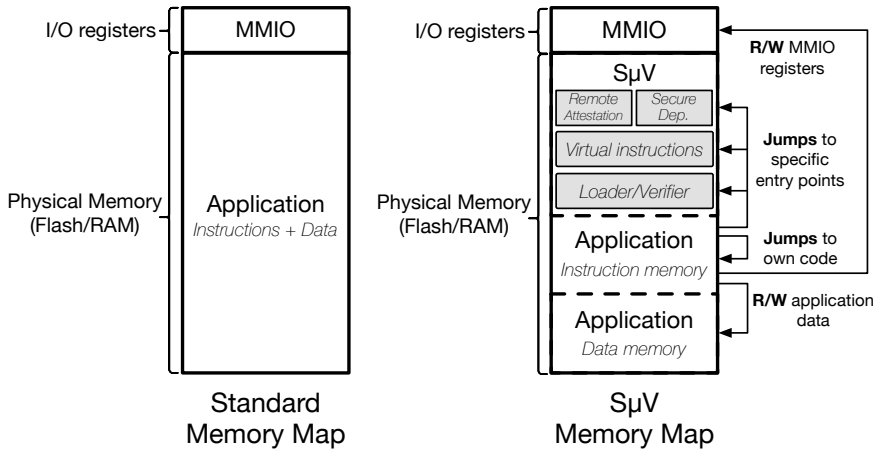 I/O registers
MMIO
Physical Memory
(Flash/RAM)
Application
Instructions + Data
Standard
Memory Map
I/O registers
MMIO
R/W MMIO
registers
SµV
Remote
Attestation
Secure
Dep.
Virtual instructions
Loader/Verifier
Jumps to
specific
entry points
Physical Memory
(Flash/RAM)
Application
Instruction memory
Jumps to
own code
R/W application
data
Application
Data memory
SµV
Memory Map